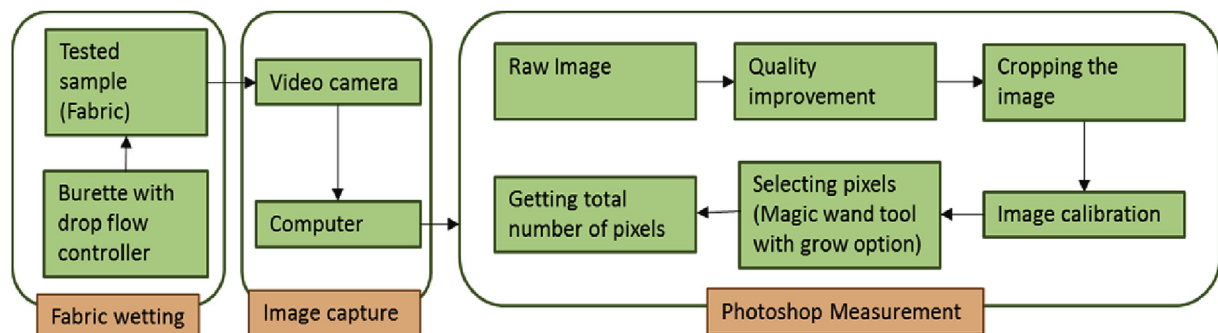 Tested
sample
(Fabric)
Burette with
drop flow
controller
Fabric wetting
Video camera
Computer
Image capture
Raw Image
Quality
improvement
Cropping the
image
Image calibration
Selecting pixels
(Magic wand tool
with grow option)
Getting total
number of pixels
Photoshop Measurement